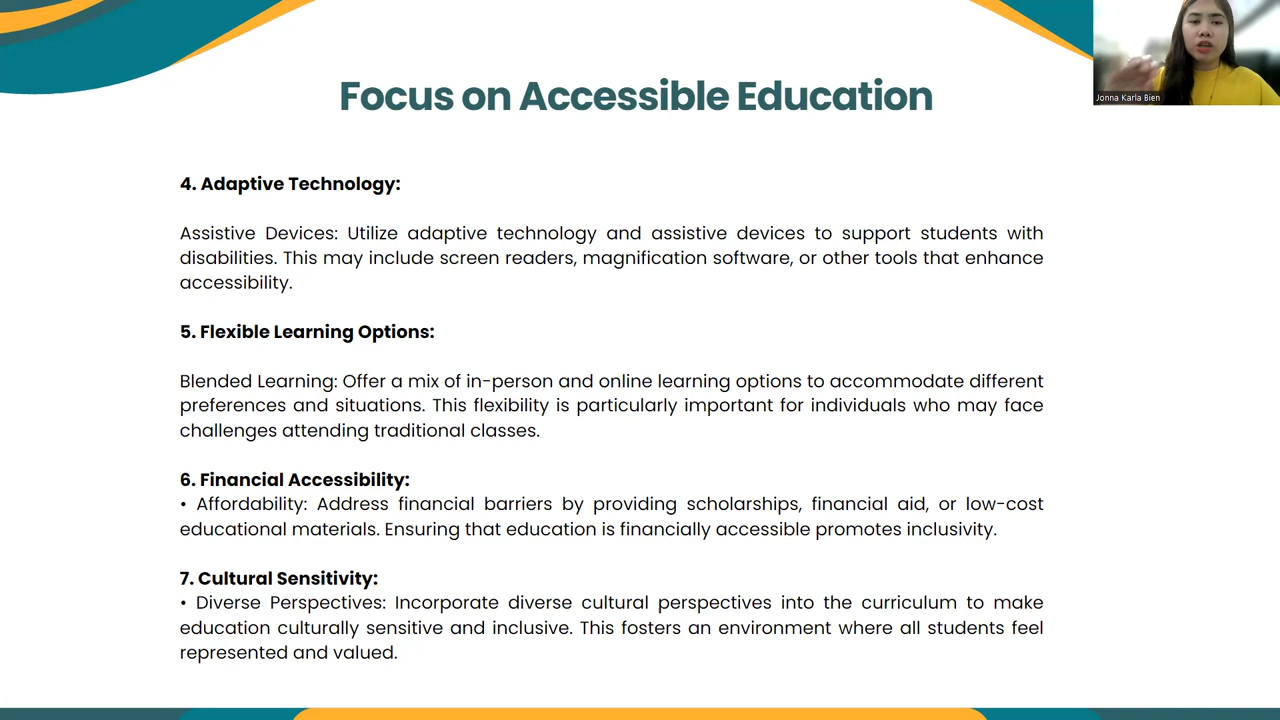 Focus on Accessible Education
Jonna Karla Bien
4. Adaptive Technology:
Assistive Devices: Utilize adaptive technology and assistive devices to support students with
disabilities. This may include screen readers, magnification software, or other tools that enhance
accessibility.
5. Flexible Learning Options:
Blended Learning: Offer a mix of in-person and online learning options to accommodate different
preferences and situations. This flexibility is particularly important for individuals who may face
challenges attending traditional classes.
6. Financial Accessibility:
• Affordability: Address financial barriers by providing scholarships, financial aid, or low-cost
educational materials. Ensuring that education is financially accessible promotes inclusivity.
7. Cultural Sensitivity:
• Diverse Perspectives: Incorporate diverse cultural perspectives into the curriculum to make
education culturally sensitive and inclusive. This fosters an environment where all students feel
represented and valued.